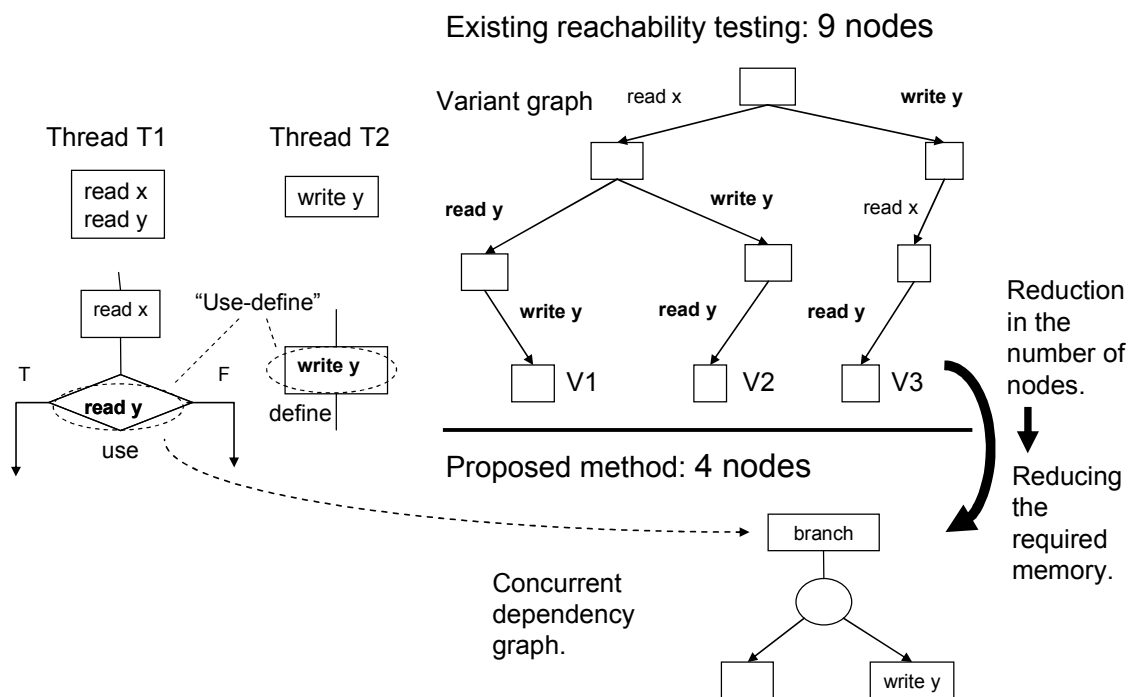 Existing reachability testing: 9 nodes
Variant graph
read x
write y
Thread T1
Thread T2
read x
read y
write y
read y
write y
read x
read x
"Use-define"
write y
T
F
read y
define
use
write y
read y
read y
V1
V2
V3
Reduction
in the
number of
nodes.
Reducing
the
required
memory.
Proposed method: 4 nodes
branch
Concurrent
dependency
graph.
write y